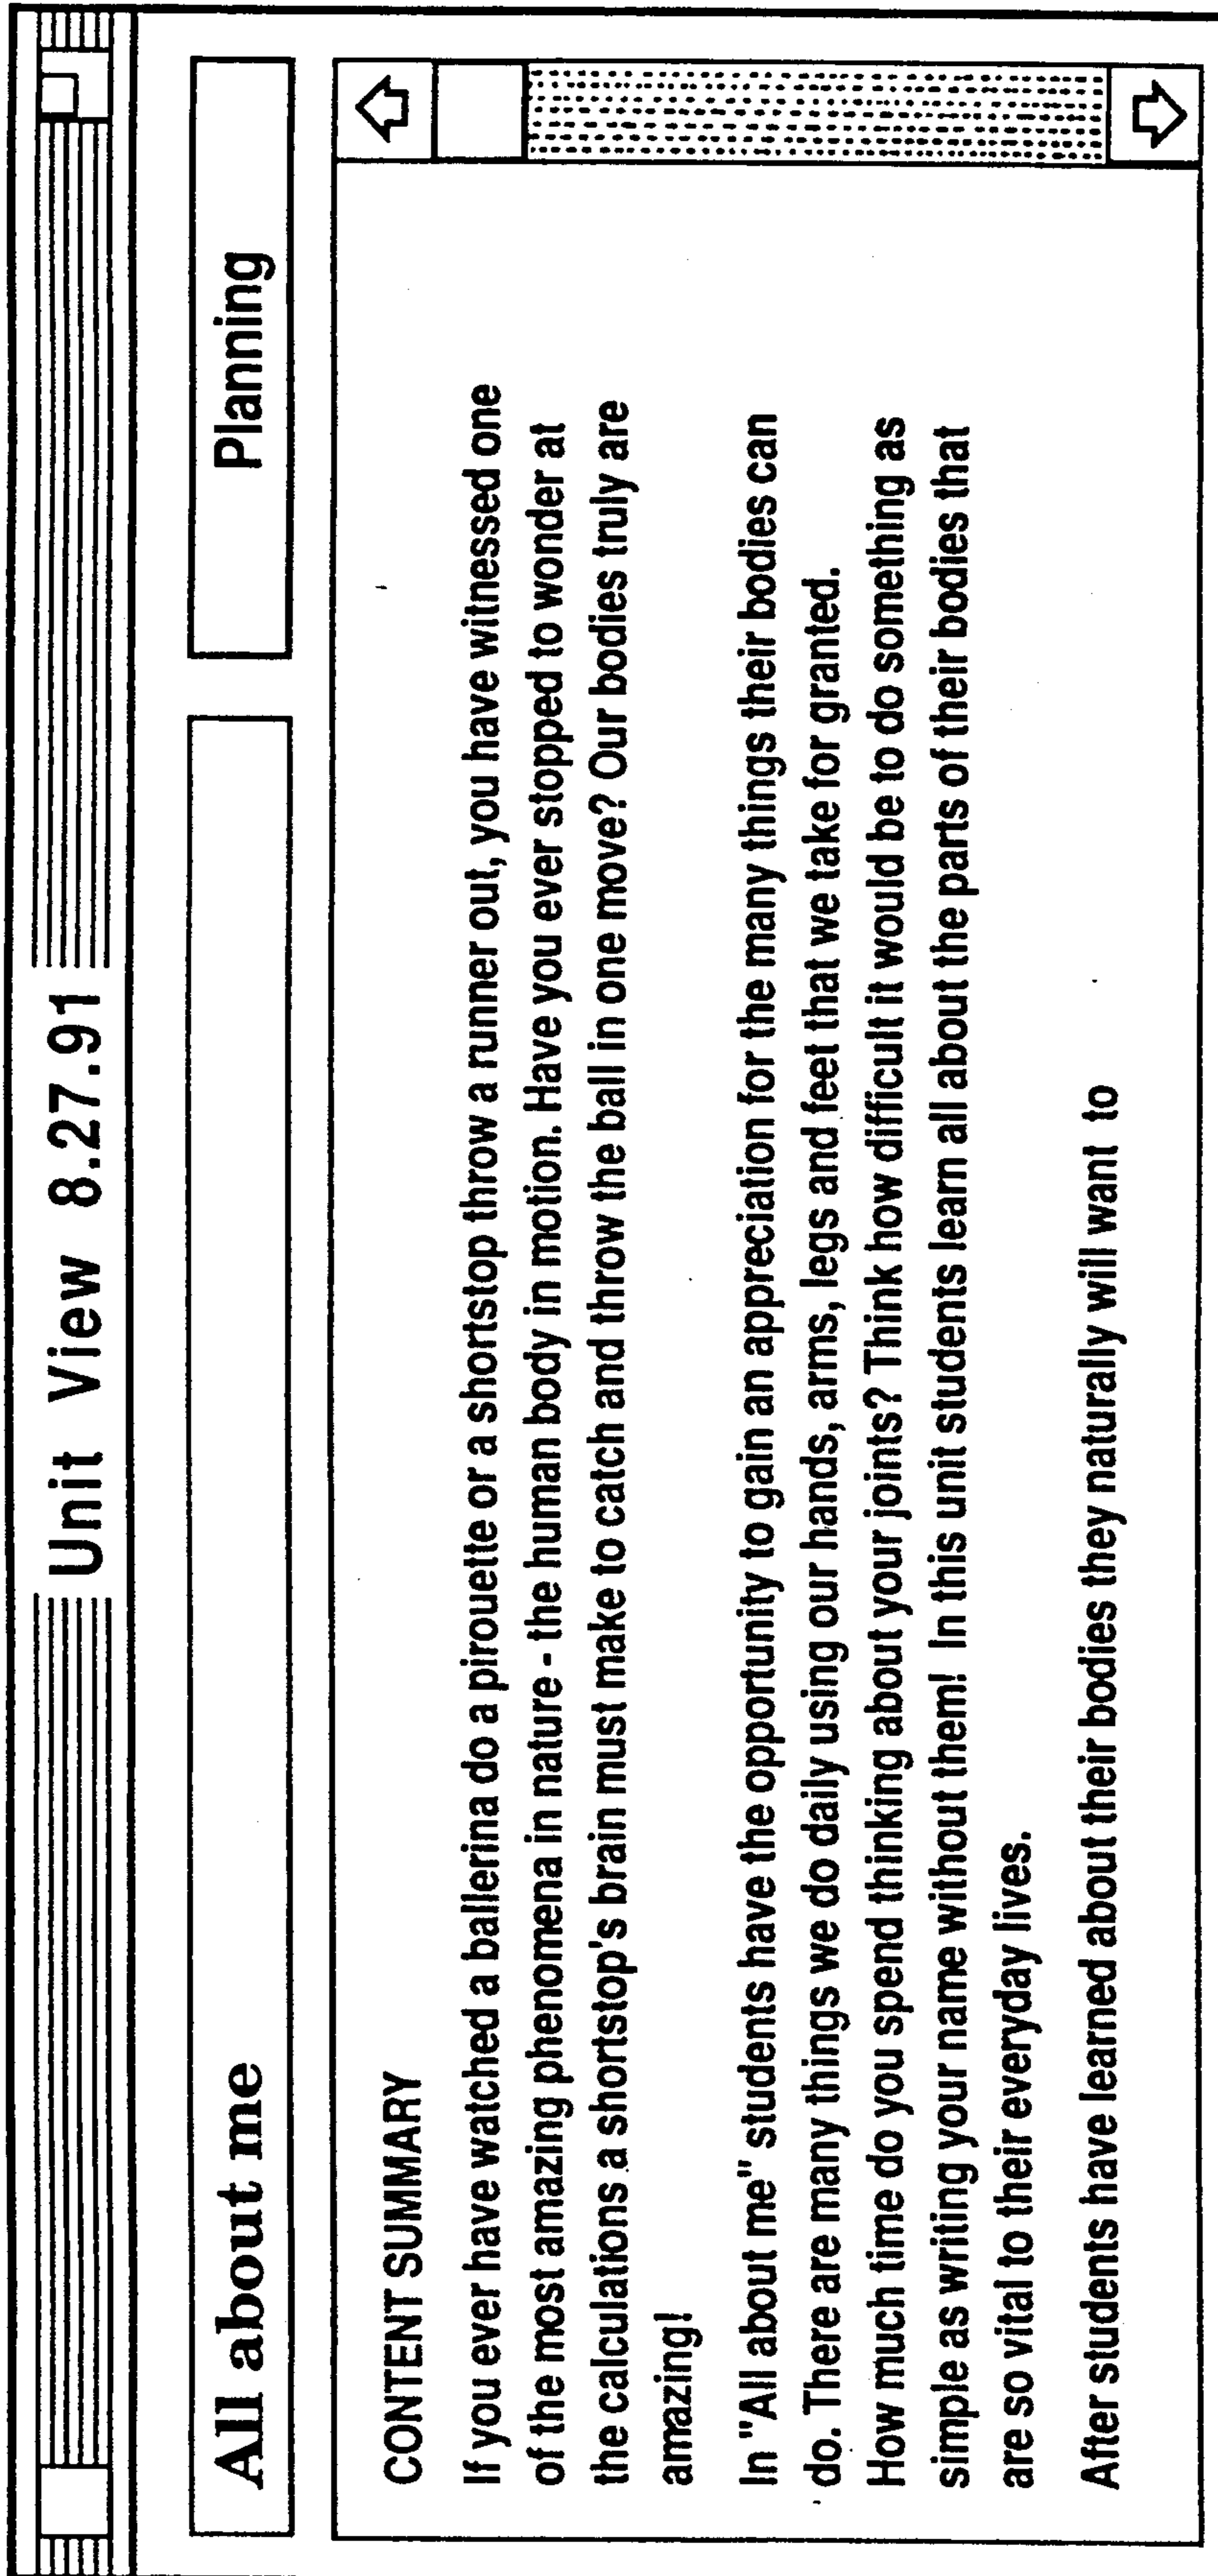 Unit View 8.27.91
All about me
Planning
CONTENT SUMMARY
If you ever have watched a ballerina do a pirouette or a shortstop throw a runner out, you have witnessed one
of the most amazing phenomena in nature - the human body in motion. Have you ever stopped to wonder at
the calculations a shortstop's brain must make to catch and throw the ball in one move? Our bodies truly are
amazing!
In "All about me" students have the opportunity to gain an appreciation for the many things their bodies can
do. There are many things we do daily using our hands, arms, legs and feet that we take for granted.
How much time do you spend thinking about your joints? Think how difficult it would be to do something as
simple as writing your name without them! In this unit students learn all about the parts of their bodies that
are so vital to their everyday lives.
After students have learned about their bodies they naturally will want to